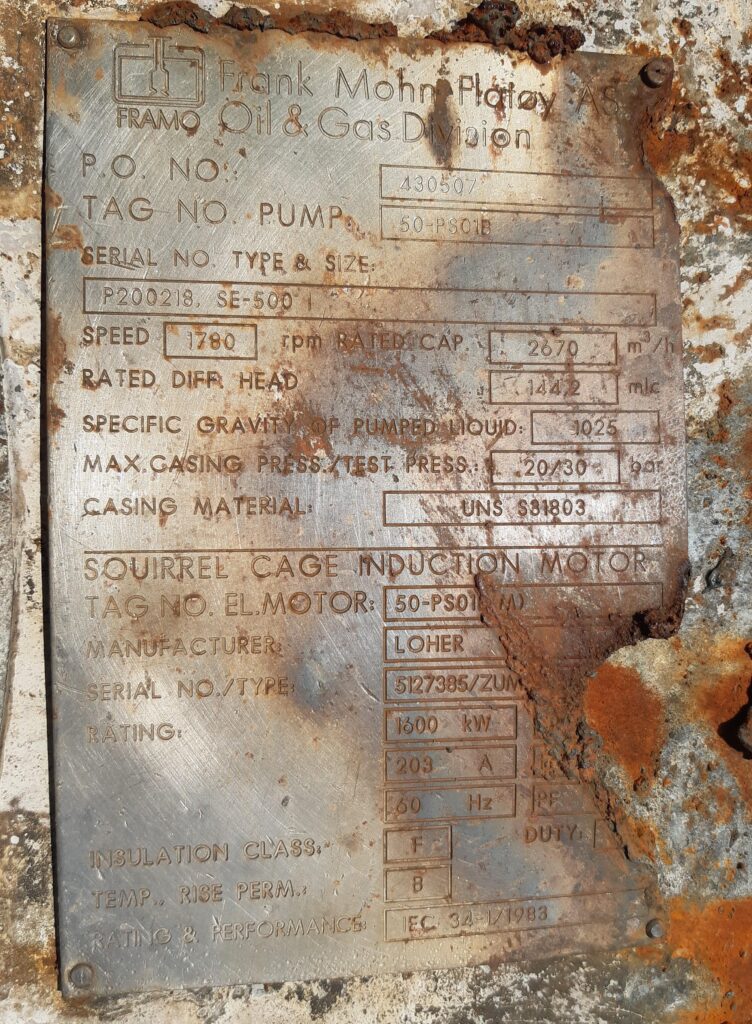 Frank Mohn Flatøy AS
FRAMO Oil & Gas Division
P.O. NO.: 430507
TAG NO. PUMP: 50-PS01B
SERIAL NO. TYPE & SIZE:
P200218, SE-500
SPEED 1780 rpm RATED CAP 2670 m³/h
RATED DIFF HEAD 144,2 mlc
SPECIFIC GRAVITY OF PUMPED LIQUID: 1025
MAX.CASING PRESS./TEST PRESS.: 20/30 bar
CASING MATERIAL: UNS S31803
SQUIRREL CAGE INDUCTION MOTOR
TAG NO. EL.MOTOR: 50-PS01 (M)
MANUFACTURER: LOHER
SERIAL NO./TYPE: 5127385/ZUM
RATING: 1600 kW
203 A
60 Hz PF
INSULATION CLASS: F DUTY:
TEMP., RISE PERM.: B
RATING & PERFORMANCE: IEC 34-1/1983